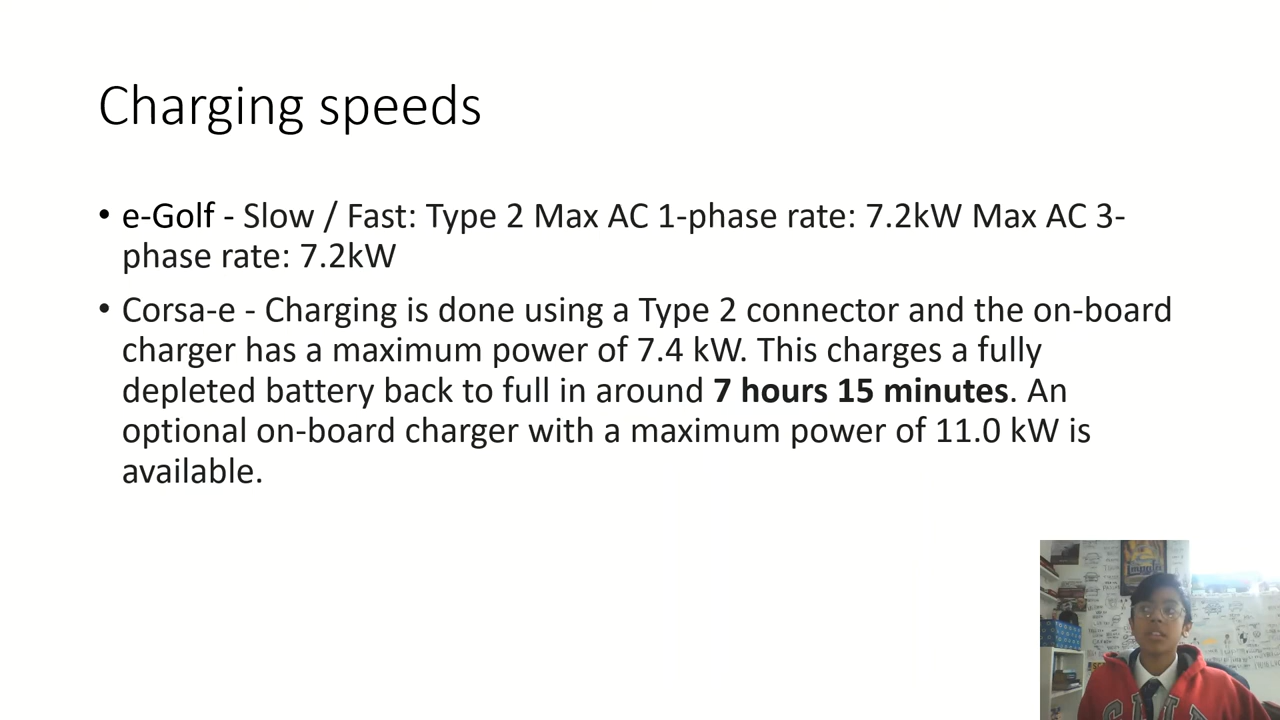 Charging speeds
• e-Golf - Slow / Fast: Type 2 Max AC 1-phase rate: 7.2kW Max AC 3-
phase rate: 7.2kW
• Corsa-e - Charging is done using a Type 2 connector and the on-board
charger has a maximum power of 7.4 kW. This charges a fully
depleted battery back to full in around 7 hours 15 minutes. An
optional on-board charger with a maximum power of 11.0 kW is
available.